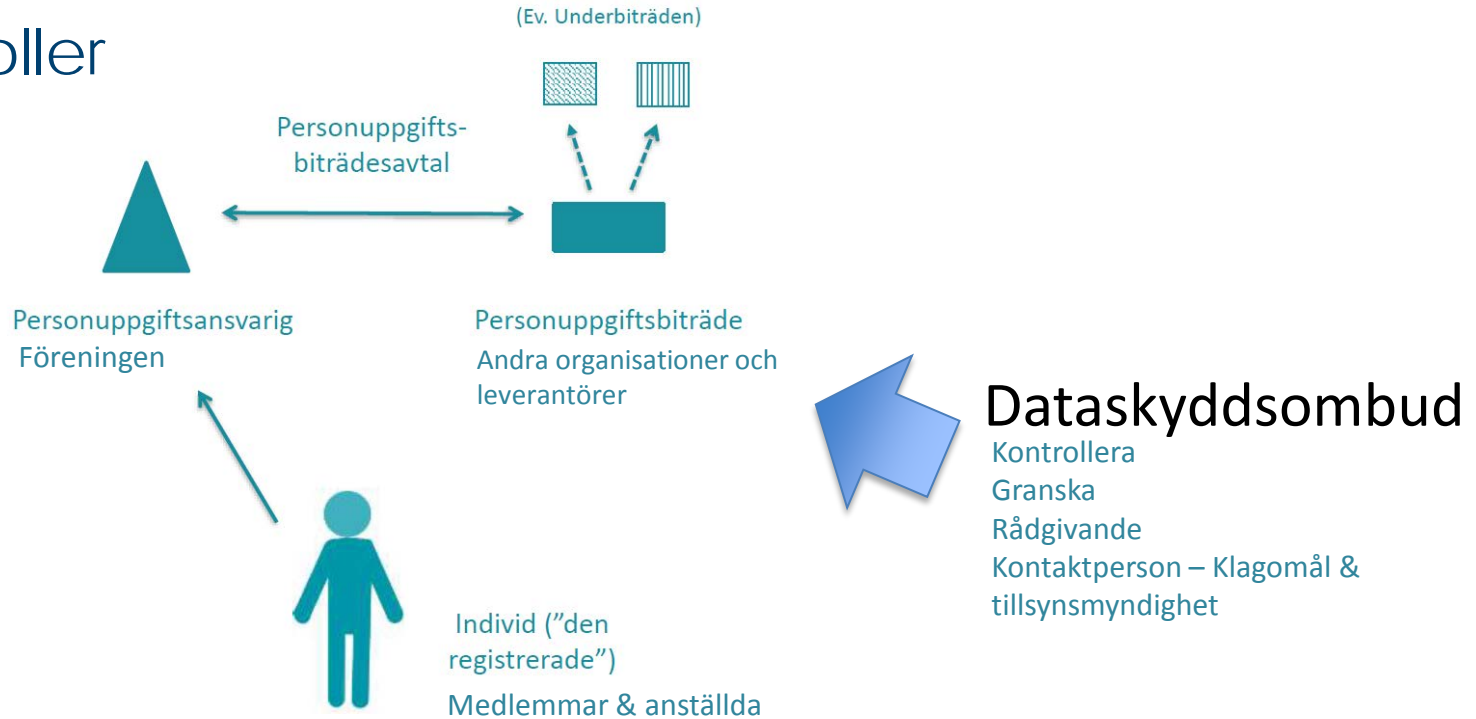 oller
(Ev. Underbiträden)
Personuppgifts-
biträdesavtal
Personuppgiftsansvarig
Föreningen
Personuppgiftsbiträde
Andra organisationer och
leverantörer
Dataskyddsombud
Kontrollera
Granska
Rådgivande
Kontaktperson – Klagomål &
tillsynsmyndighet
Individ (”den
registrerade”)
Medlemmar & anställda